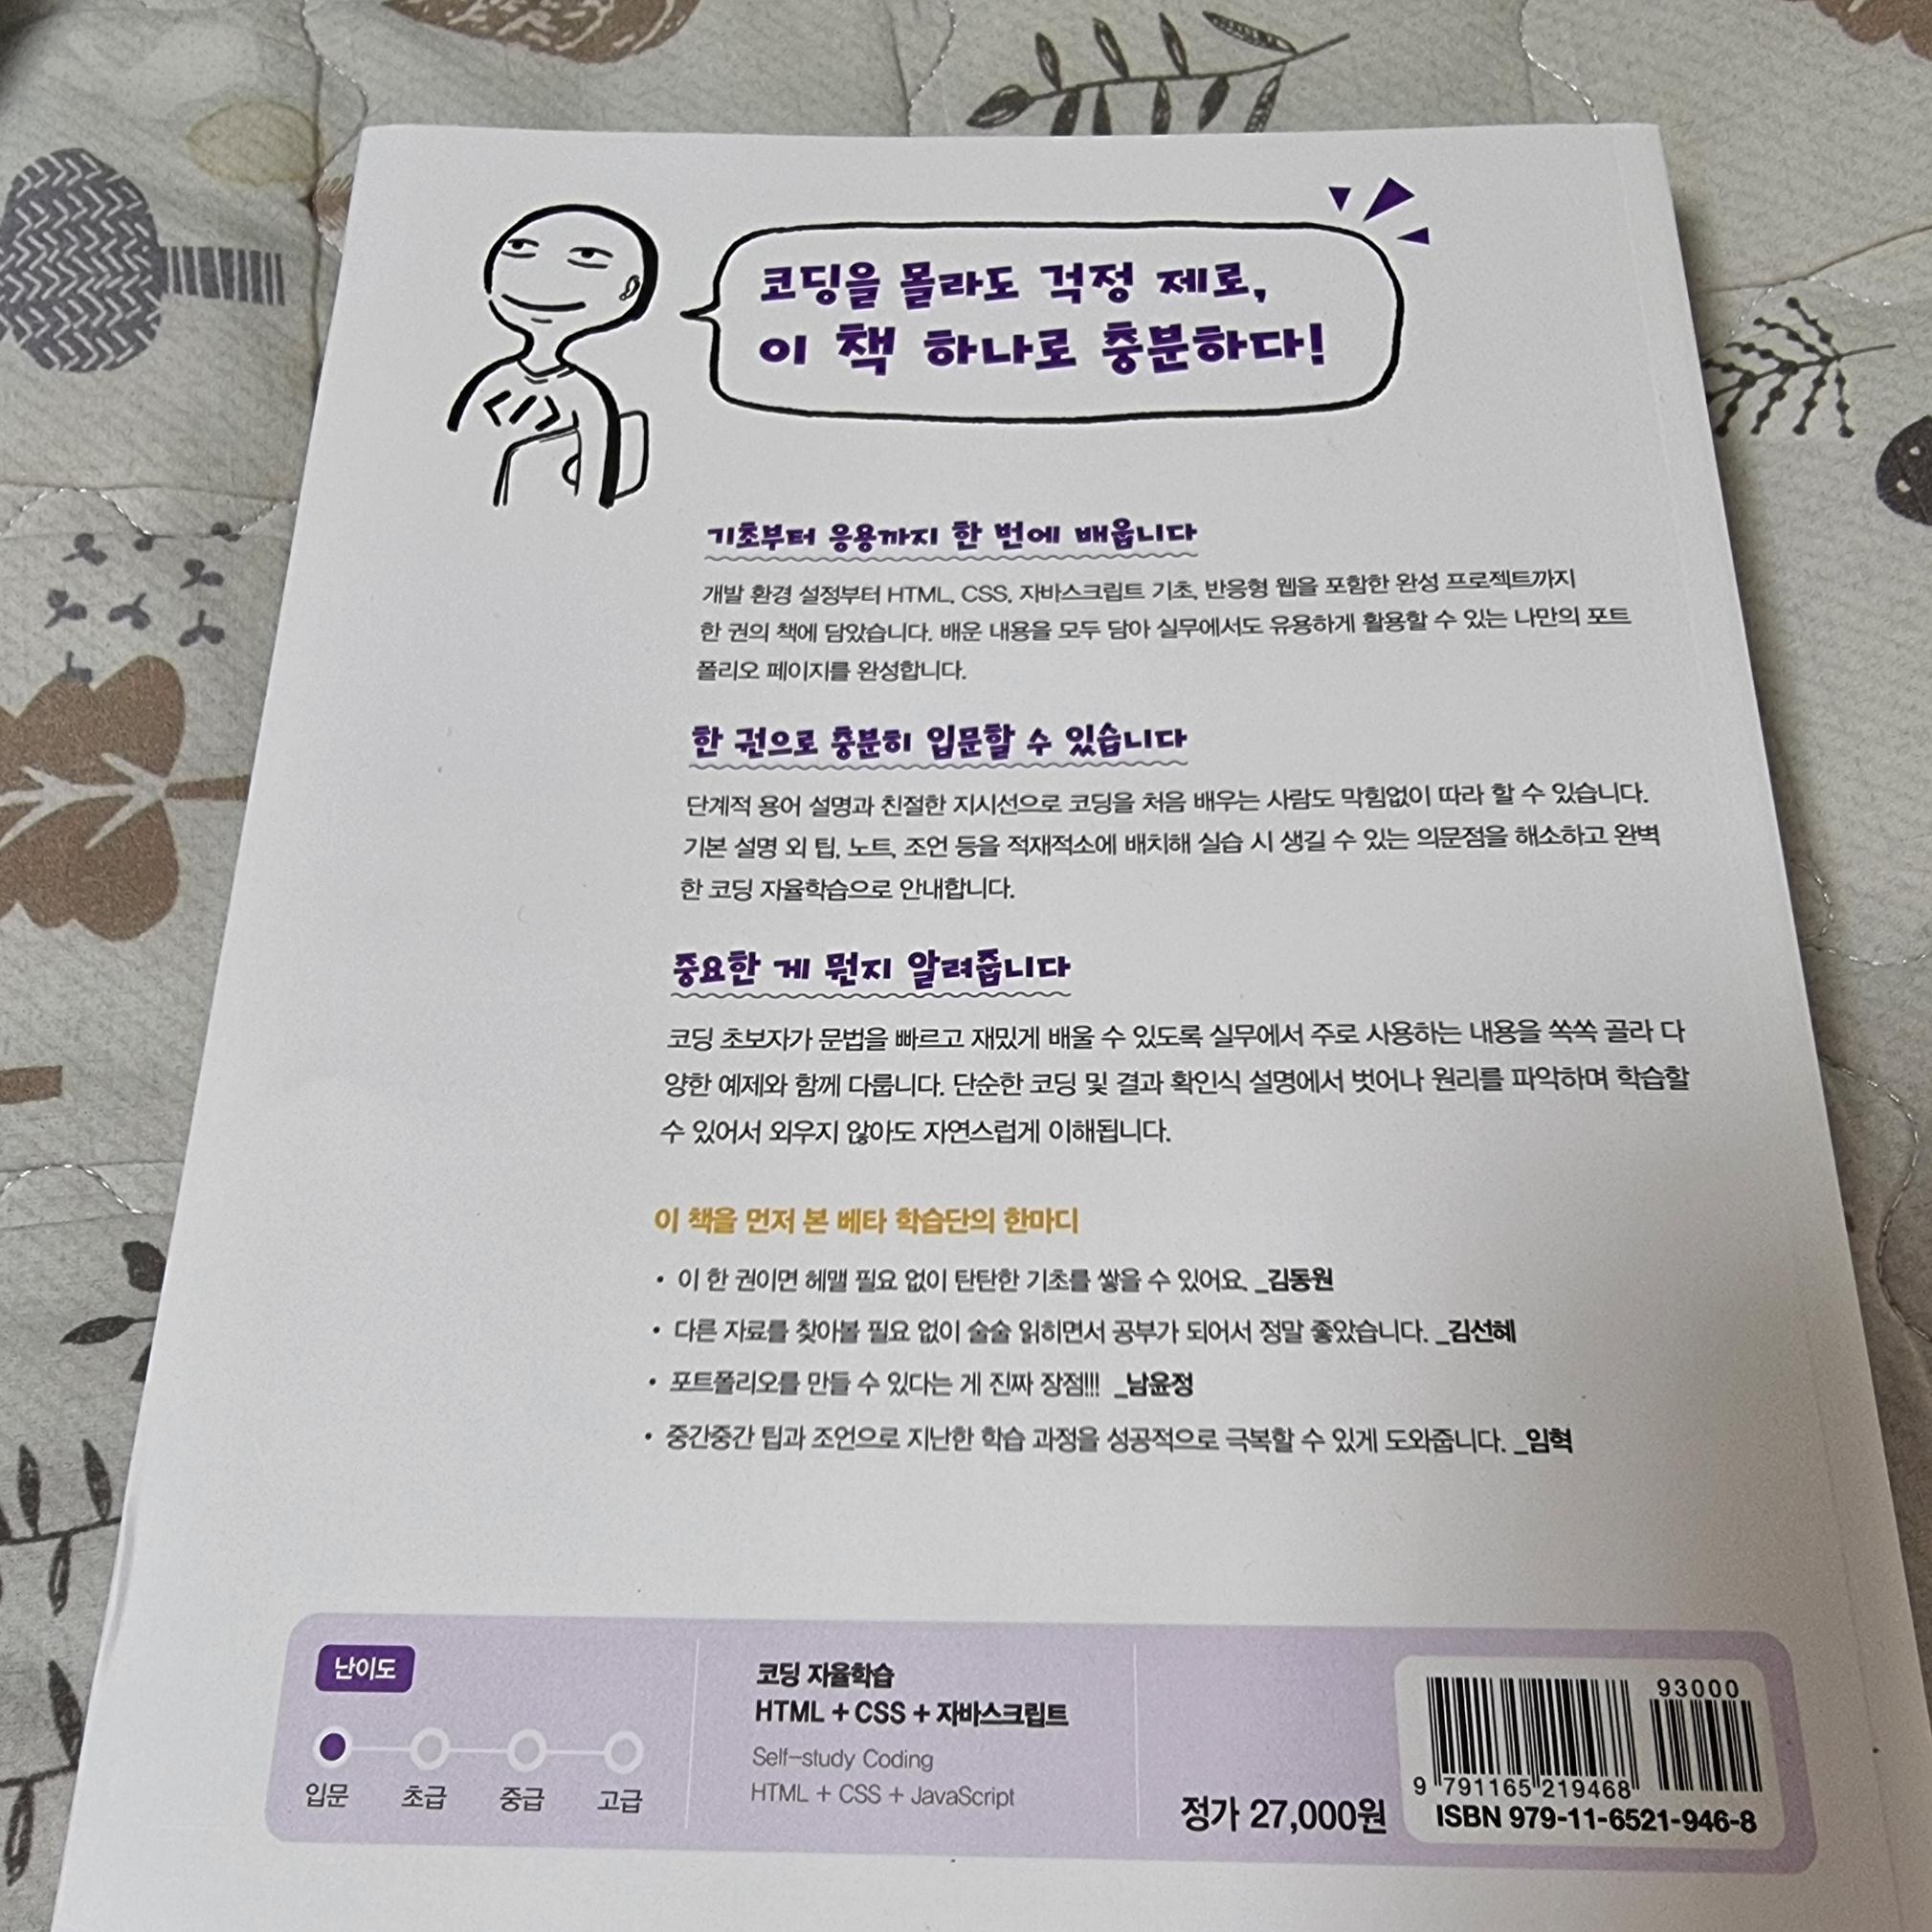 코딩을 몰라도 걱정 제로,
이 책 하나로 충분하다!
</>
기초부터 응용까지 한 번에 배웁니다
개발 환경 설정부터 HTML, CSS, 자바스크립트 기초, 반응형 웹을 포함한 완성 프로젝트까지
한 권의 책에 담았습니다. 배운 내용을 모두 담아 실무에서도 유용하게 활용할 수 있는 나만의 포트
폴리오 페이지를 완성합니다.
한 권으로 충분히 입문할 수 있습니다
단계적 용어 설명과 친절한 지시선으로 코딩을 처음 배우는 사람도 막힘없이 따라 할 수 있습니다.
기본 설명 외 팁, 노트, 조언 등을 적재적소에 배치해 실습 시 생길 수 있는 의문점을 해소하고 완벽
한 코딩 자율학습으로 안내합니다.
중요한 게 뭔지 알려줍니다
코딩 초보자가 문법을 빠르고 재밌게 배울 수 있도록 실무에서 주로 사용하는 내용을 쏙쏙 골라 다
양한 예제와 함께 다룹니다. 단순한 코딩 및 결과 확인식 설명에서 벗어나 원리를 파악하며 학습할
수 있어서 외우지 않아도 자연스럽게 이해됩니다.
이 책을 먼저 본 베타 학습단의 한마디
• 이 한 권이면 헤맬 필요 없이 탄탄한 기초를 쌓을 수 있어요. _김동원
• 다른 자료를 찾아볼 필요 없이 술술 읽히면서 공부가 되어서 정말 좋았습니다. _김선혜
• 포트폴리오를 만들 수 있다는 게 진짜 장점!!! _남윤정
• 중간중간 팁과 조언으로 지난한 학습 과정을 성공적으로 극복할 수 있게 도와줍니다. _임혁
난이도
입문 초급 중급 고급
코딩 자율학습
HTML + CSS + 자바스크립트
Self-study Coding
HTML + CSS + JavaScript
정가 27,000원
93000
9 791165 219468
ISBN 979-11-6521-946-8